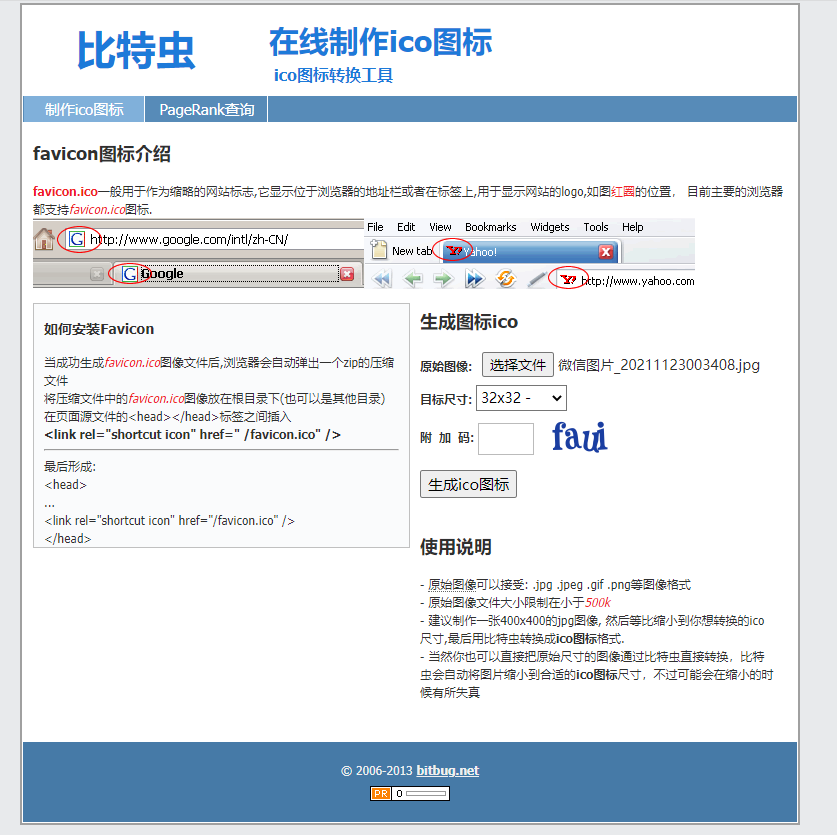 比特虫
在线制作ico图标
ico图标转换工具
制作ico图标 PageRank查询
favicon图标介绍
favicon.ico一般用于作为缩略的网站标志,它显示位于浏览器的地址栏或者在标签上,用于显示网站的logo,如图红圈的位置， 目前主要的浏览器
都支持favicon.ico图标.
G http://www.google.com/intl/zh-CN/
G Google
File Edit View Bookmarks Widgets Tools Help
New tab Y! Yahoo!
Y! http://www.yahoo.com
如何安装Favicon
当成功生成favicon.ico图像文件后,浏览器会自动弹出一个zip的压缩
文件
将压缩文件中的favicon.ico图像放在根目录下(也可以是其他目录)
在页面源文件的<head></head>标签之间插入
<link rel="shortcut icon" href=" /favicon.ico" />
最后形成:
<head>
...
<link rel="shortcut icon" href="/favicon.ico" />
</head>
生成图标ico
原始图像: 选择文件 微信图片_20211123003408.jpg
目标尺寸: 32x32 -
附 加 码: faui
生成ico图标
使用说明
- 原始图像可以接受: .jpg .jpeg .gif .png等图像格式
- 原始图像文件大小限制在小于500k
- 建议制作一张400x400的jpg图像, 然后等比缩小到你想转换的ico
尺寸,最后用比特虫转换成ico图标格式.
- 当然你也可以直接把原始尺寸的图像通过比特虫直接转换，比特
虫会自动将图片缩小到合适的ico图标尺寸，不过可能会在缩小的时
候有所失真
© 2006-2013 bitbug.net
PR 0